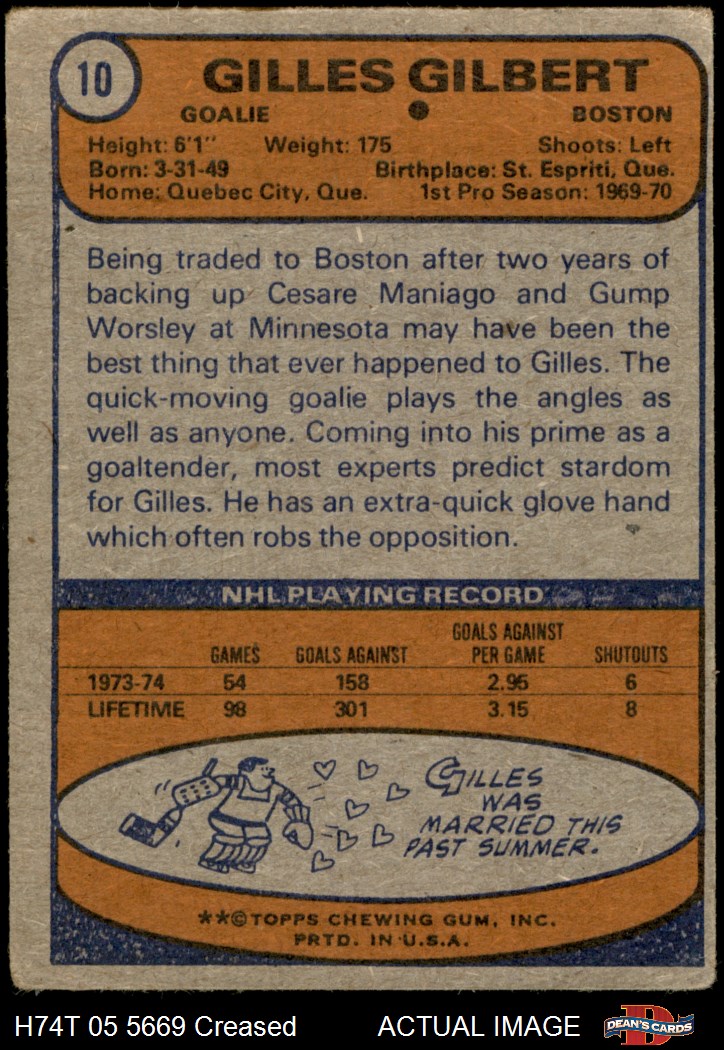 10
GILLES GILBERT
GOALIE BOSTON
Height: 6'1" Weight: 175 Shoots: Left
Born: 3-31-49 Birthplace: St. Espriti, Que.
Home: Quebec City, Que. 1st Pro Season: 1969-70
Being traded to Boston after two years of
backing up Cesare Maniago and Gump
Worsley at Minnesota may have been the
best thing that ever happened to Gilles. The
quick-moving goalie plays the angles as
well as anyone. Coming into his prime as a
goaltender, most experts predict stardom
for Gilles. He has an extra-quick glove hand
which often robs the opposition.
NHL PLAYING RECORD
GAMES GOALS AGAINST GOALS AGAINST PER GAME SHUTOUTS
1973-74 54 158 2.95 6
LIFETIME 98 301 3.15 8
GILLES
WAS
MARRIED THIS
PAST SUMMER.
**©TOPPS CHEWING GUM, INC.
PRTD. IN U.S.A.
H74T 05 5669 Creased ACTUAL IMAGE D DEAN'S CARDS